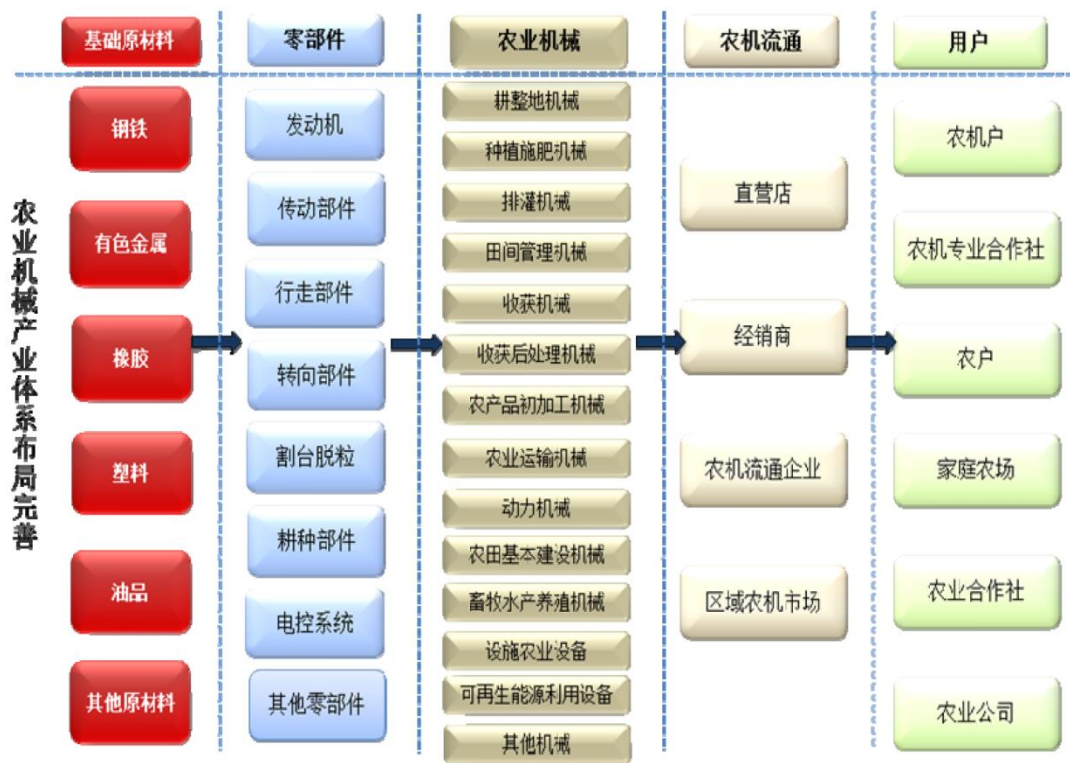 基础原材料
零部件
农业机械
农机流通
用户
农业机械产业体系布局完善
钢铁
有色金属
橡胶
塑料
油品
其他原材料
发动机
传动部件
行走部件
转向部件
割台脱粒
耕种部件
电控系统
其他零部件
耕整地机械
种植施肥机械
排灌机械
田间管理机械
收获机械
收获后处理机械
农产品初加工机械
农业运输机械
动力机械
农田基本建设机械
畜牧水产养殖机械
设施农业设备
可再生能源利用设备
其他机械
直营店
经销商
农机流通企业
区域农机市场
农机户
农机专业合作社
农户
家庭农场
农业合作社
农业公司